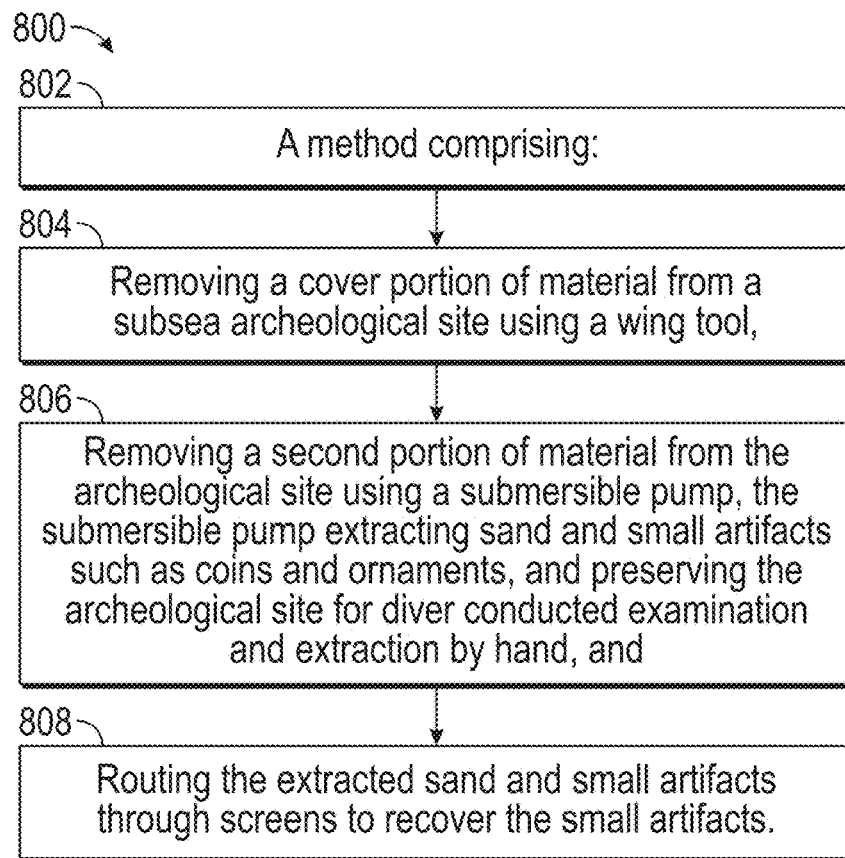 800
802
A method comprising:
804
Removing a cover portion of material from a
subsea archeological site using a wing tool,
806
Removing a second portion of material from the
archeological site using a submersible pump, the
submersible pump extracting sand and small artifacts
such as coins and ornaments, and preserving the
archeological site for diver conducted examination
and extraction by hand, and
808
Routing the extracted sand and small artifacts
through screens to recover the small artifacts.